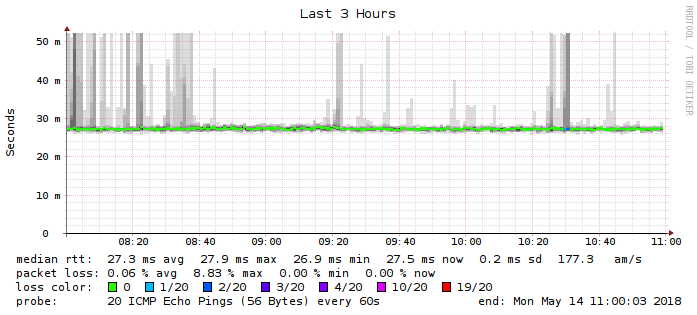 Last 3 Hours
RRDTOOL / TOBI OETIKER
Seconds
50 m
40 m
30 m
20 m
10 m
0
08:20 08:40 09:00 09:20 09:40 10:00 10:20 10:40 11:00
median rtt: 27.3 ms avg 27.9 ms max 26.9 ms min 27.5 ms now 0.2 ms sd 177.3 am/s
packet loss: 0.06 % avg 8.83 % max 0.00 % min 0.00 % now
loss color: 0 1/20 2/20 3/20 4/20 10/20 19/20
probe: 20 ICMP Echo Pings (56 Bytes) every 60s end: Mon May 14 11:00:03 2018